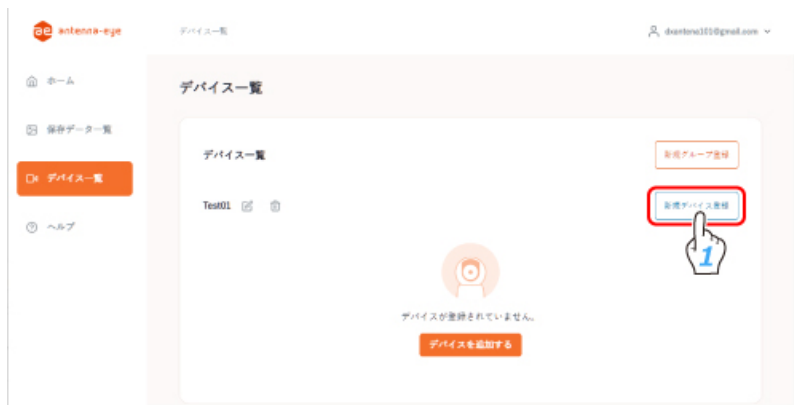 ae antenna-eye
デバイス一覧
dxantena101@gmail.com
ホーム
保存データ一覧
デバイス一覧
ヘルプ
デバイス一覧
デバイス一覧
新規グループ登録
Test01
新規デバイス登録
1
デバイスが登録されていません。
デバイスを追加する